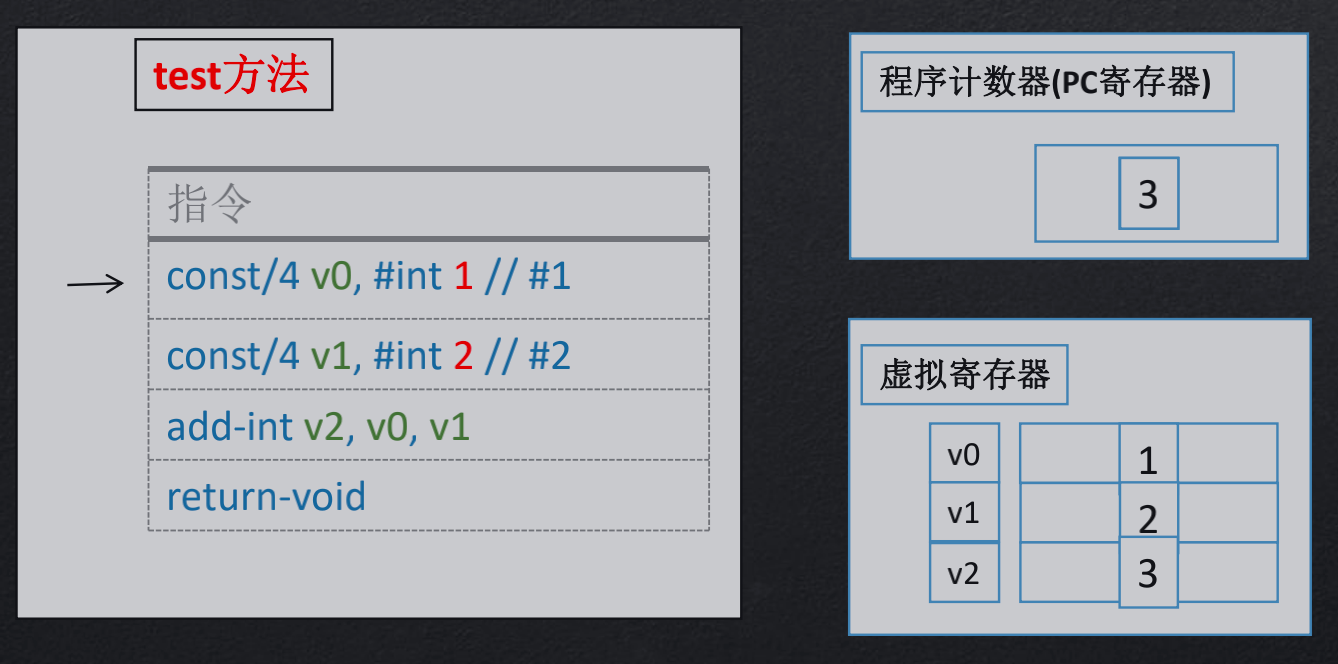 test方法
指令
const/4 v0, #int 1 // #1
const/4 v1, #int 2 // #2
add-int v2, v0, v1
return-void
程序计数器(PC寄存器)
3
虚拟寄存器
v0 1
v1 2
v2 3